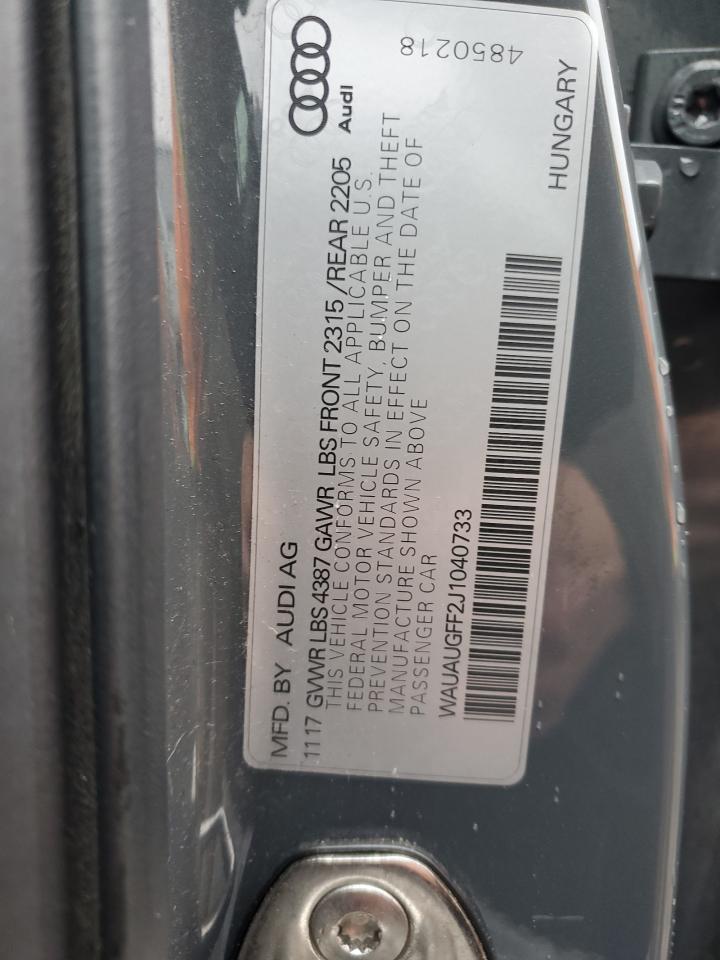 MFD. BY AUDI AG
Audi
1117 GVWR LBS 4387 GAWR LBS FRONT 2315 /REAR 2205
THIS VEHICLE CONFORMS TO ALL APPLICABLE U.S.
FEDERAL MOTOR VEHICLE SAFETY, BUMPER AND THEFT
PREVENTION STANDARDS IN EFFECT ON THE DATE OF
MANUFACTURE SHOWN ABOVE
PASSENGER CAR
WAUAUGFF2J1040733
HUNGARY
4850218